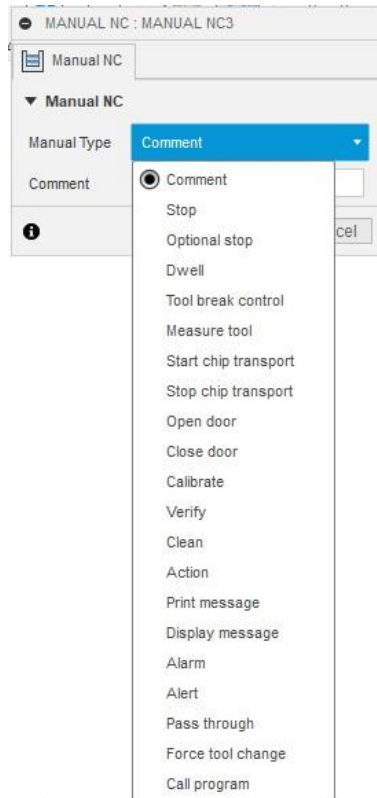 MANUAL NC : MANUAL NC3
Manual NC
Manual NC
Manual Type Comment
Comment Comment
Stop
Optional stop
cel
Dwell
Tool break control
Measure tool
Start chip transport
Stop chip transport
Open door
Close door
Calibrate
Verify
Clean
Action
Print message
Display message
Alarm
Alert
Pass through
Force tool change
Call program